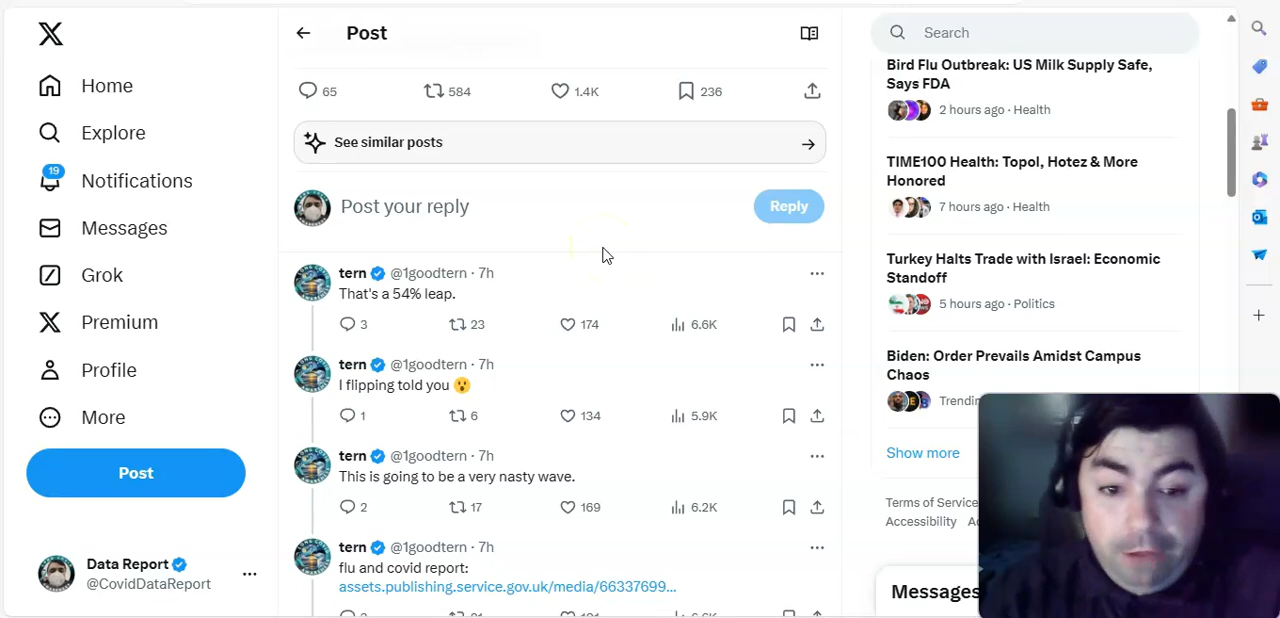 Home
Explore
19
Notifications
Messages
Grok
Premium
Profile
More
Post
Data Report
@CovidDataReport
Post
65 584 1.4K 236
See similar posts
Post your reply
Reply
tern @1goodtern · 7h
That's a 54% leap.
3 23 174 6.6K
tern @1goodtern · 7h
I flipping told you 😮
1 6 134 5.9K
tern @1goodtern · 7h
This is going to be a very nasty wave.
2 17 169 6.2K
tern @1goodtern · 7h
flu and covid report:
assets.publishing.service.gov.uk/media/66337699...
Search
Bird Flu Outbreak: US Milk Supply Safe,
Says FDA
2 hours ago · Health
TIME100 Health: Topol, Hotez & More
Honored
7 hours ago · Health
Turkey Halts Trade with Israel: Economic
Standoff
5 hours ago · Politics
Biden: Order Prevails Amidst Campus
Chaos
Trending
Show more
Terms of Service
Accessibility
Messages